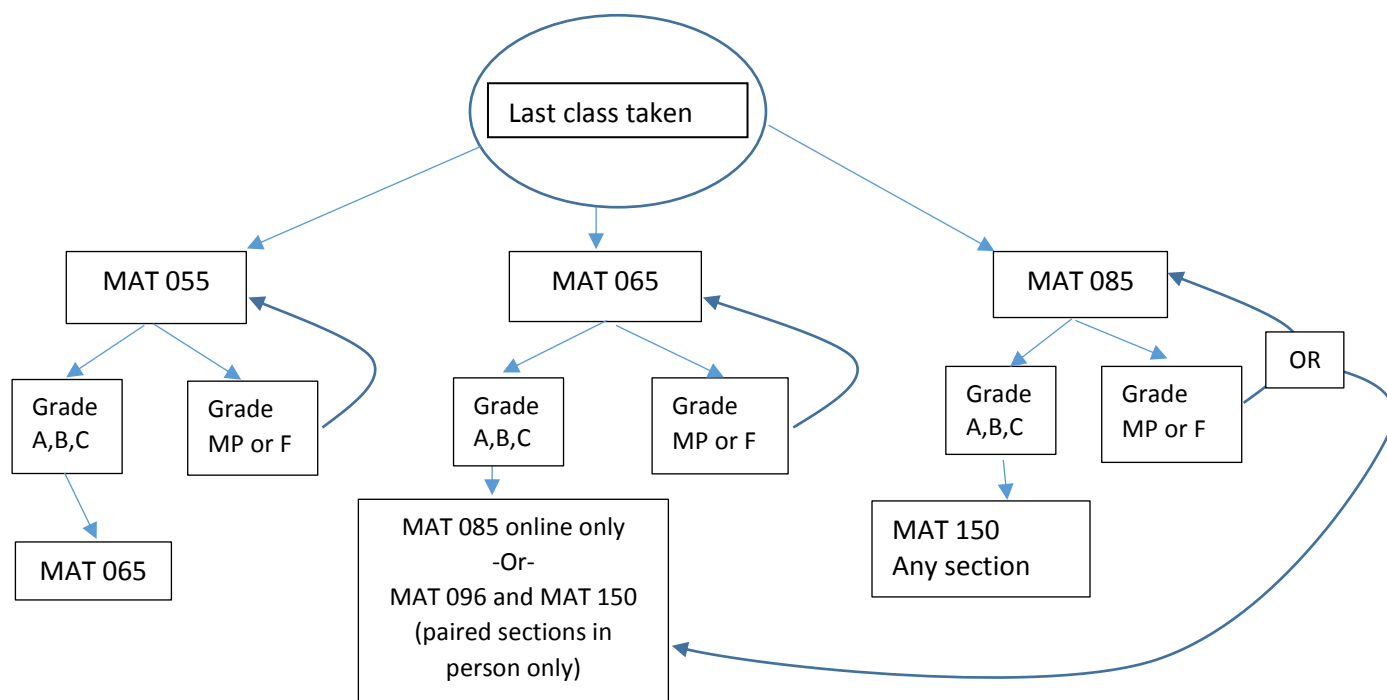 Last class taken
MAT 055
MAT 065
MAT 085
OR
Grade
A,B,C
Grade
MP or F
Grade
A,B,C
Grade
MP or F
Grade
A,B,C
Grade
MP or F
MAT 065
MAT 085 online only
-Or-
MAT 096 and MAT 150
(paired sections in
person only)
MAT 150
Any section